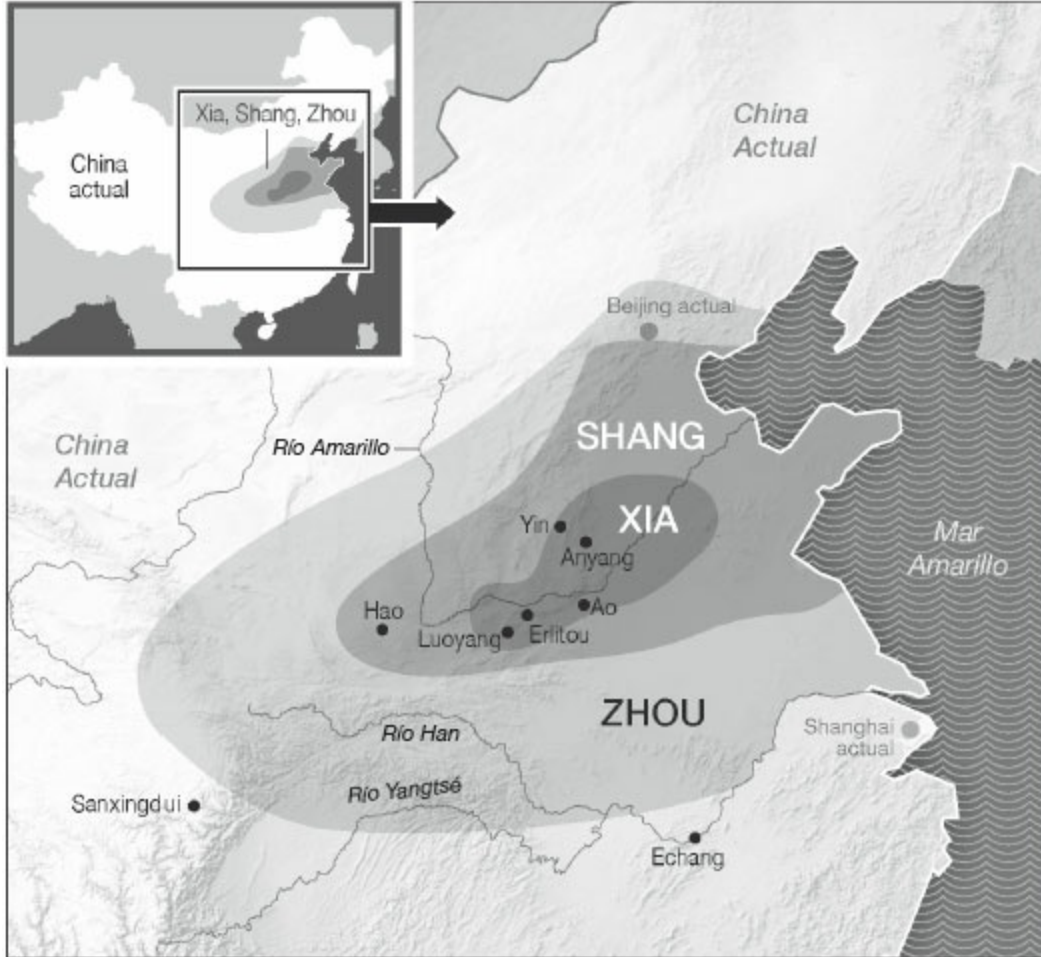 Xia, Shang, Zhou
China
actual
China
Actual
Beijing actual
SHANG
China
Actual
Río Amarillo
XIA
Yin
Anyang
Mar
Amarillo
Hao
Ao
Luoyang
Erlitou
ZHOU
Shanghai
actual
Río Han
Río Yangtsé
Sanxingdui
Echang